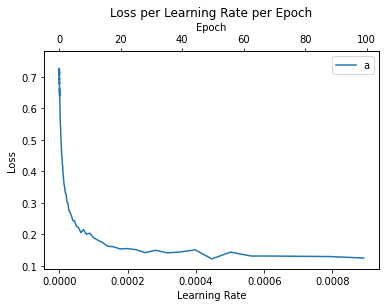 Loss per Learning Rate per Epoch
Epoch
0 20 40 60 80 100
a
0.7
0.6
0.5
0.4
0.3
0.2
0.1
Loss
0.0000 0.0002 0.0004 0.0006 0.0008
Learning Rate